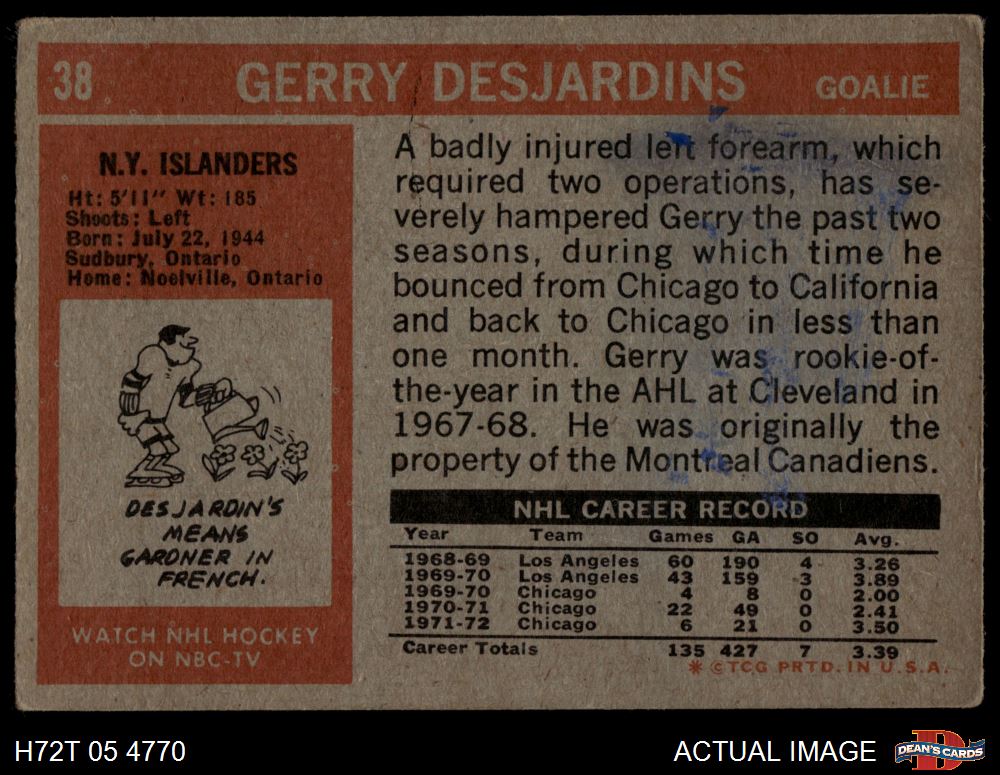 38 GERRY DESJARDINS GOALIE
N.Y. ISLANDERS
Ht: 5'11" Wt: 185
Shoots: Left
Born: July 22, 1944
Sudbury, Ontario
Home: Noelville, Ontario
DESJARDIN'S
MEANS
GARDNER IN
FRENCH.
WATCH NHL HOCKEY
ON NBC-TV
A badly injured left forearm, which
required two operations, has se-
verely hampered Gerry the past two
seasons, during which time he
bounced from Chicago to California
and back to Chicago in less than
one month. Gerry was rookie-of-
the-year in the AHL at Cleveland in
1967-68. He was originally the
property of the Montreal Canadiens.
NHL CAREER RECORD
Year Team Games GA SO Avg.
1968-69 Los Angeles 60 190 4 3.26
1969-70 Los Angeles 43 159 3 3.89
1969-70 Chicago 4 8 0 2.00
1970-71 Chicago 22 49 0 2.41
1971-72 Chicago 6 21 0 3.50
Career Totals 135 427 7 3.39
* © TCG PRTD. IN U.S.A.
H72T 05 4770
ACTUAL IMAGE
D
DEAN'S CARDS